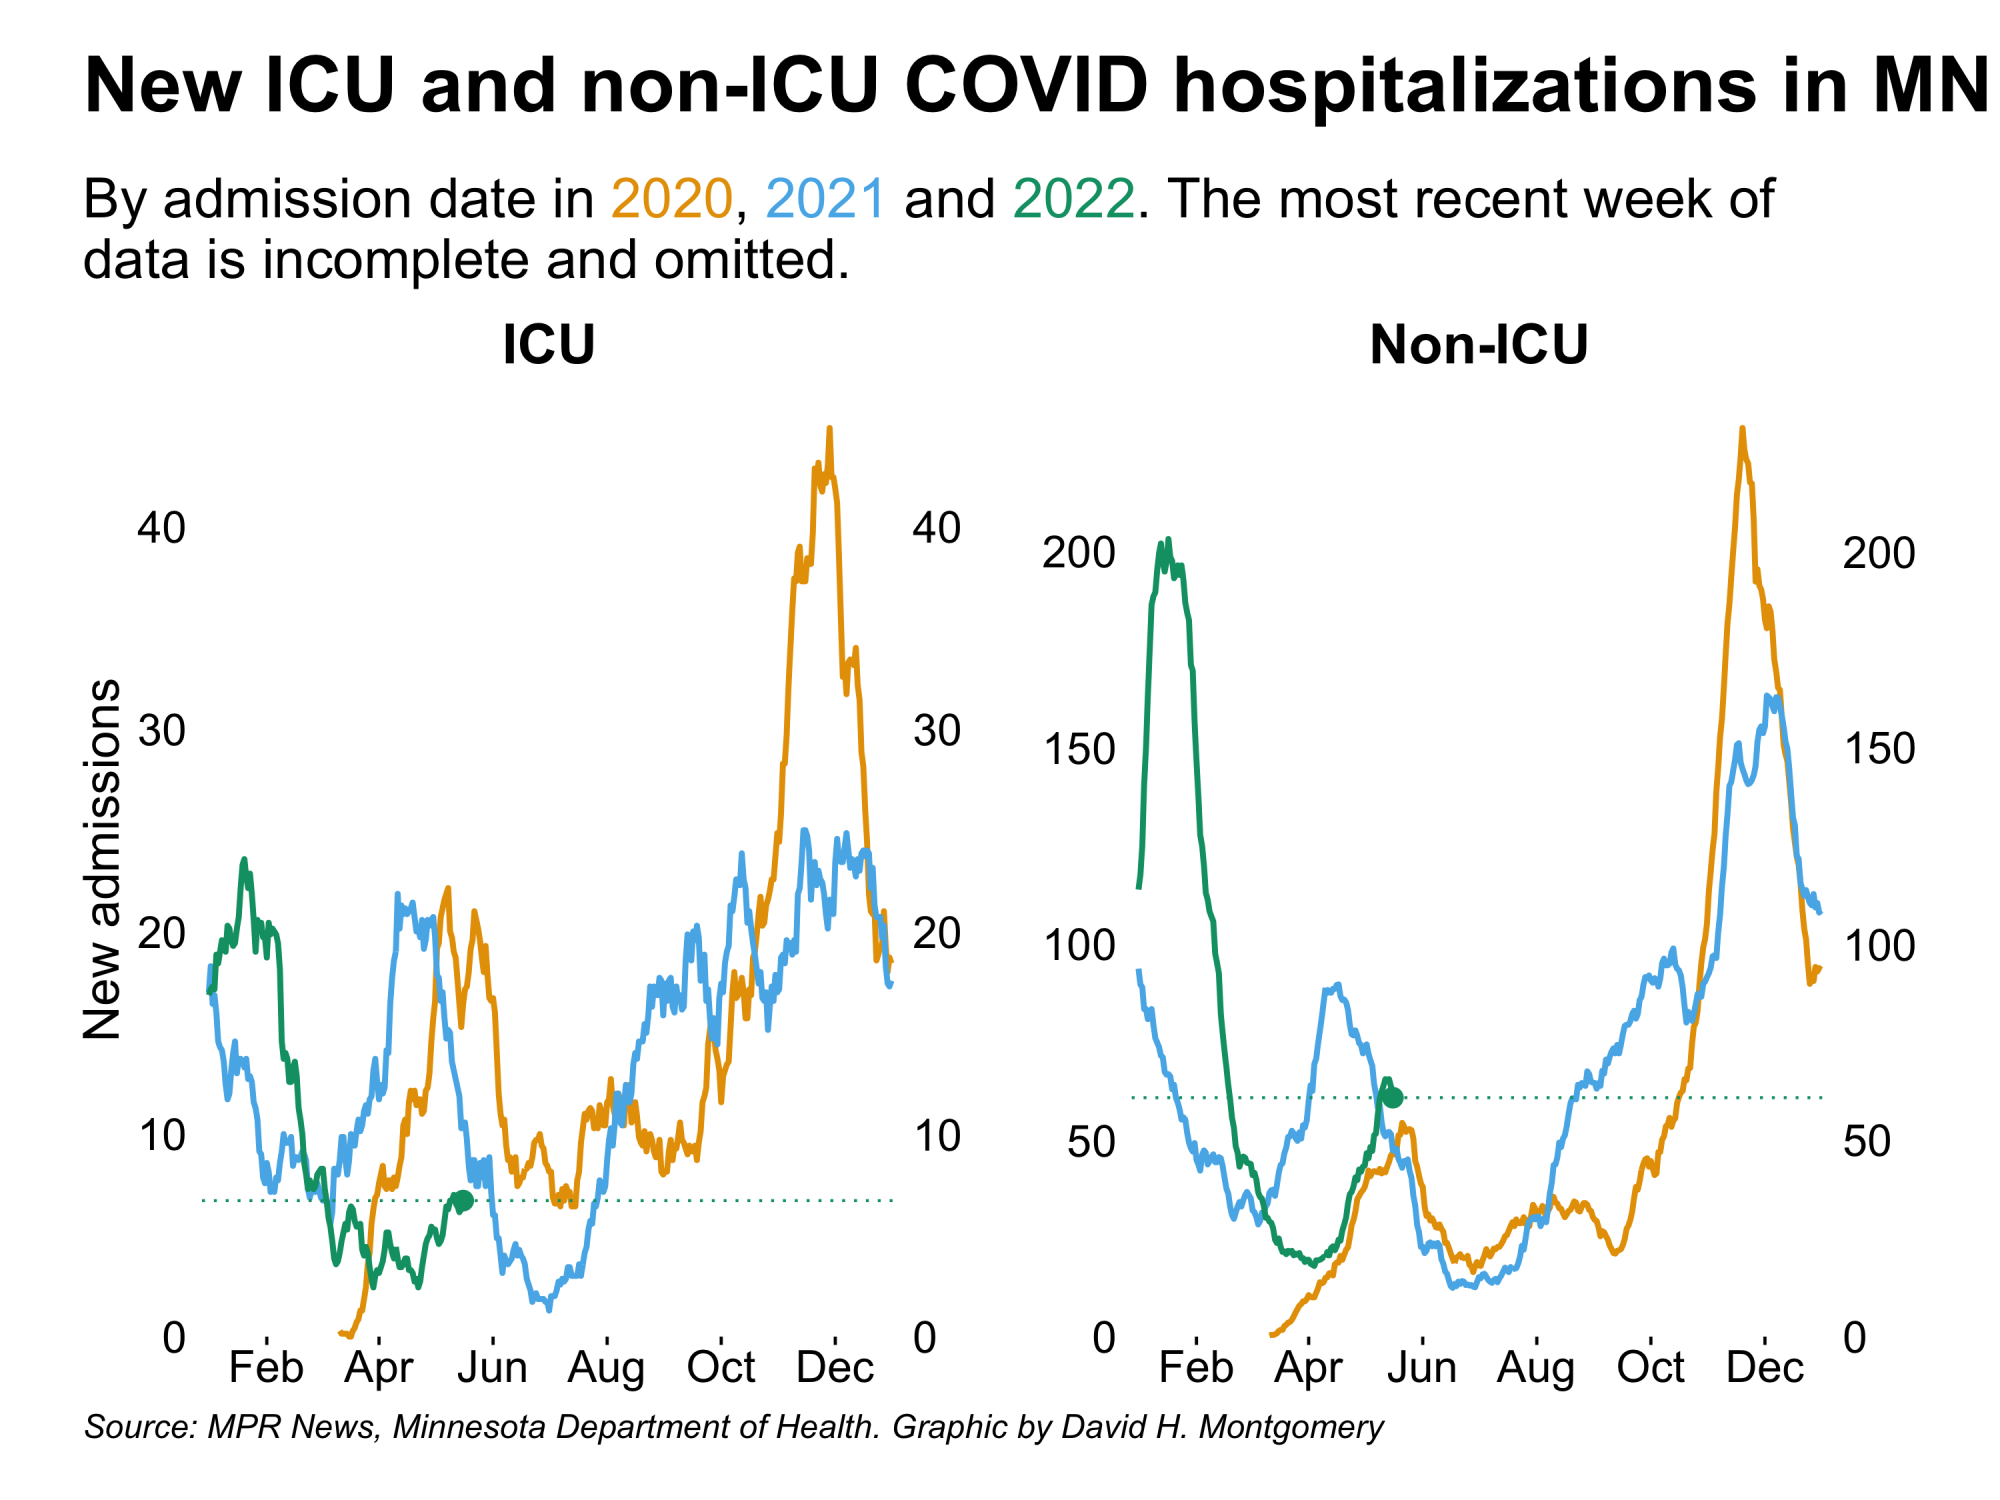 New ICU and non-ICU COVID hospitalizations in MN
By admission date in 2020, 2021 and 2022. The most recent week of
data is incomplete and omitted.
ICU
Non-ICU
New admissions
40
30
20
10
0
40
30
20
10
0
Feb Apr Jun Aug Oct Dec
200
150
100
50
0
200
150
100
50
0
Feb Apr Jun Aug Oct Dec
Source: MPR News, Minnesota Department of Health. Graphic by David H. Montgomery